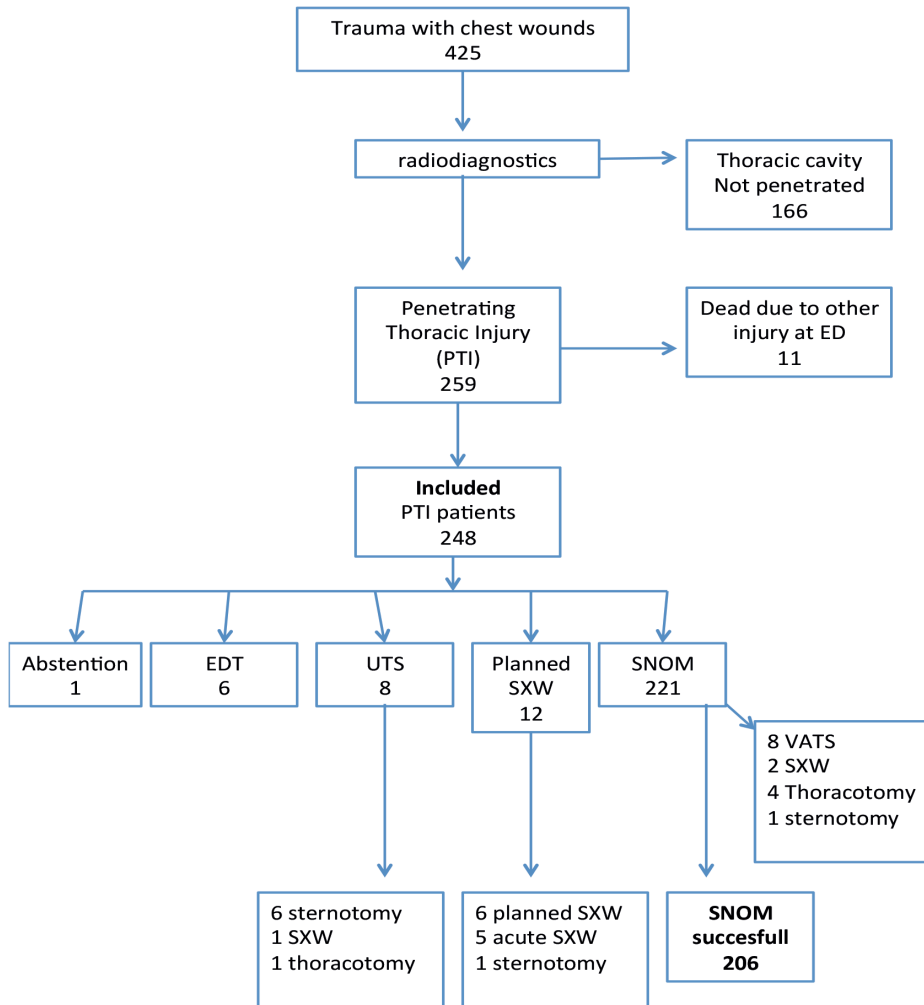 Trauma with chest wounds
425
radiodiagnostics
Thoracic cavity
Not penetrated
166
Penetrating
Thoracic Injury
(PTI)
259
Dead due to other
injury at ED
11
Included
PTI patients
248
Abstention
1
EDT
6
UTS
8
Planned
SXW
12
SNOM
221
8 VATS
2 SXW
4 Thoracotomy
1 sternotomy
6 sternotomy
1 SXW
1 thoracotomy
6 planned SXW
5 acute SXW
1 sternotomy
SNOM
succesfull
206